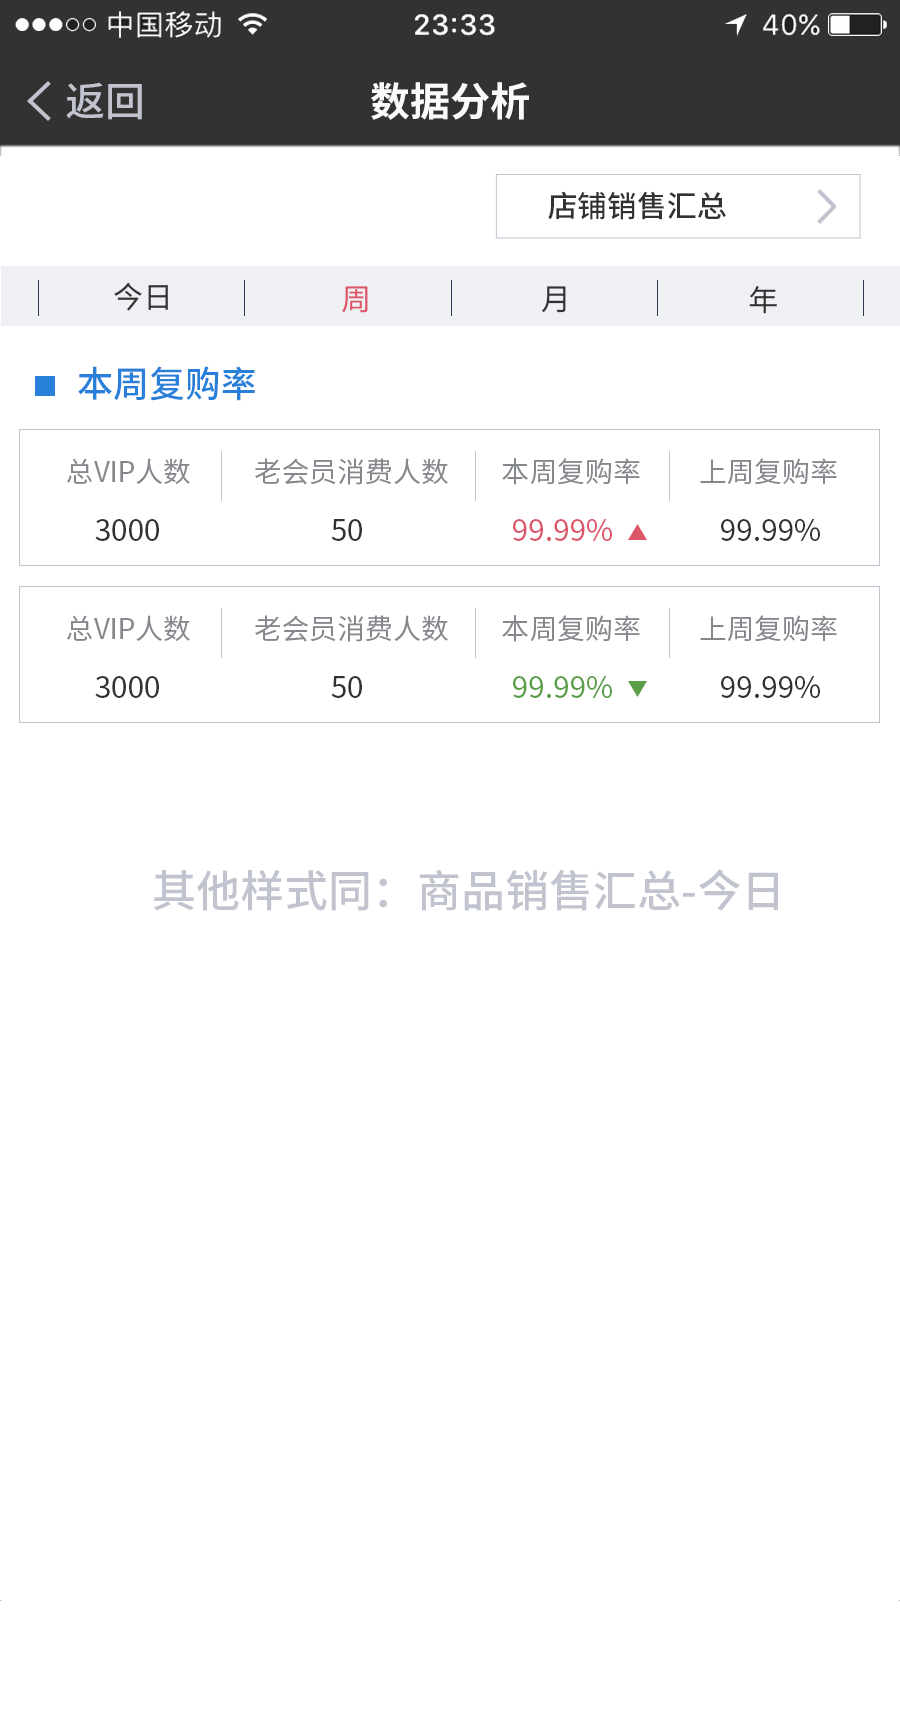 中国移动 23:33 40%
返回 数据分析
店铺销售汇总
今日 周 月 年
本周复购率
总VIP人数 老会员消费人数 本周复购率 上周复购率
3000 50 99.99% 99.99%
总VIP人数 老会员消费人数 本周复购率 上周复购率
3000 50 99.99% 99.99%
其他样式同：商品销售汇总-今日